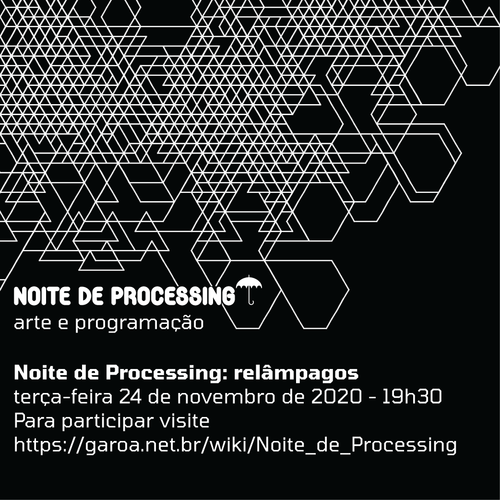 NOITE DE PROCESSING
arte e programação
Noite de Processing: relâmpagos
terça-feira 24 de novembro de 2020 - 19h30
Para participar visite
https://garoa.net.br/wiki/Noite_de_Processing